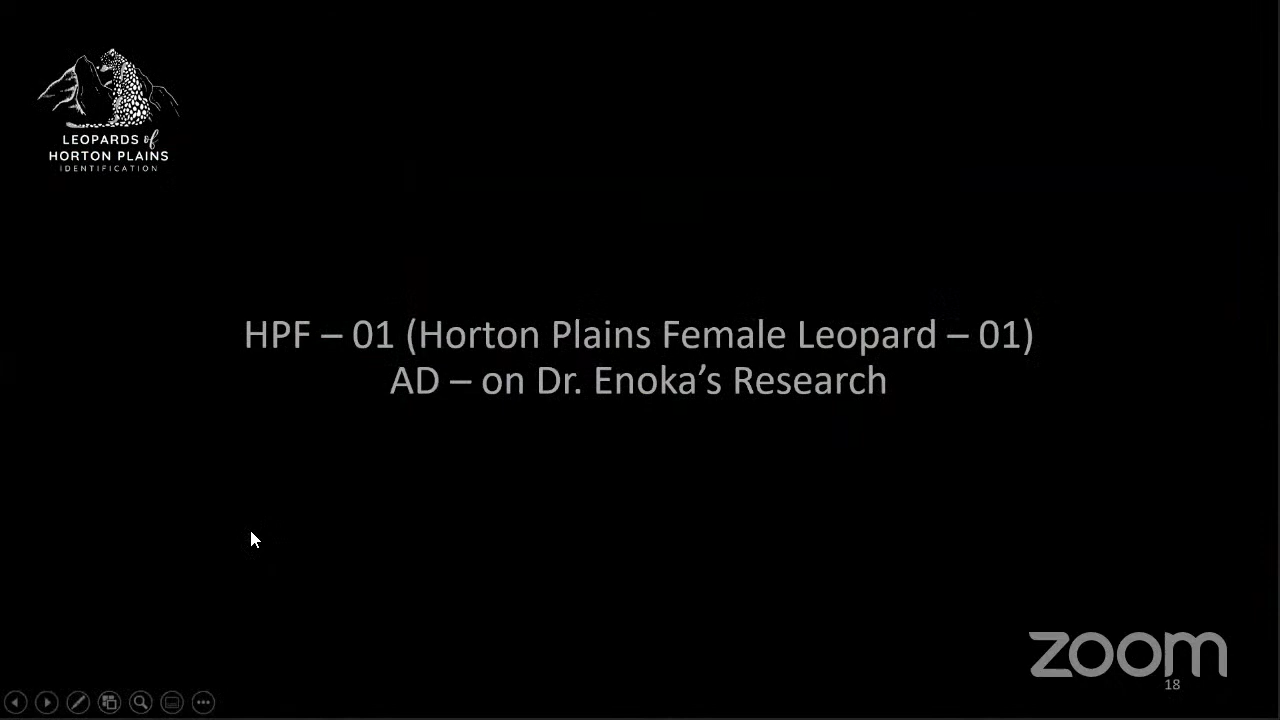 LEOPARDS of
HORTON PLAINS
IDENTIFICATION
HPF – 01 (Horton Plains Female Leopard – 01)
AD – on Dr. Enoka’s Research
zoom
18